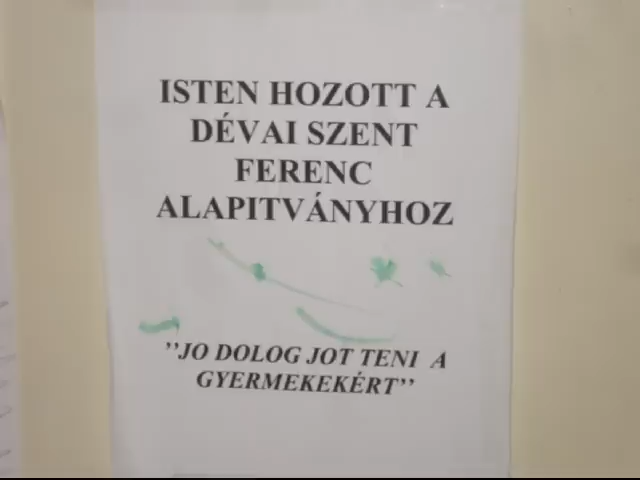 ISTEN HOZOTT A
DÉVAI SZENT
FERENC
ALAPITVÁNYHOZ
”JO DOLOG JOT TENI A
GYERMEKEKÉRT”